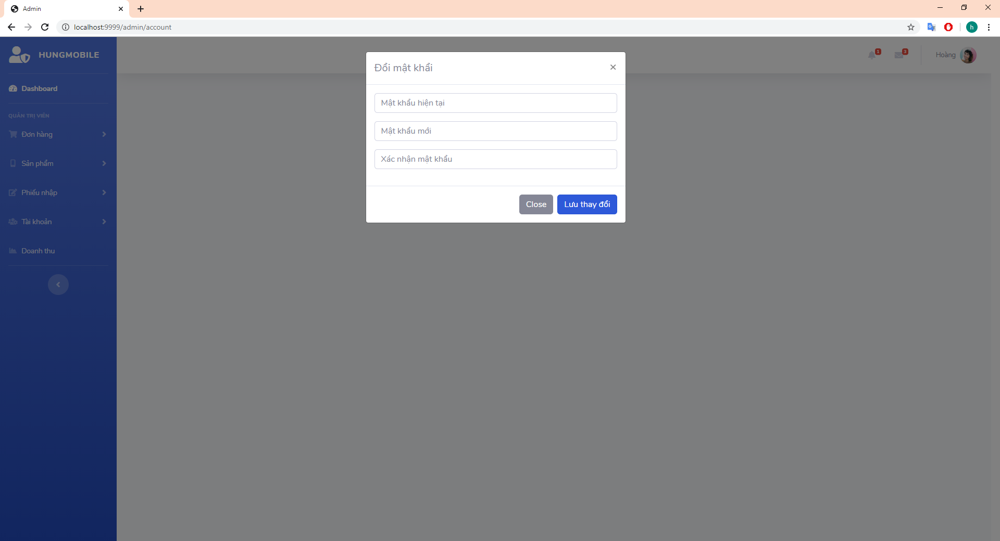 Admin
localhost:9999/admin/account
h
HUNGMOBILE
1
3
Hoàng
Dashboard
QUẢN TRỊ VIÊN
Đơn hàng
Sản phẩm
Phiếu nhập
Tài khoản
Doanh thu
Đổi mật khẩi
×
Mật khẩu hiện tại
Mật khẩu mới
Xác nhận mật khẩu
Close
Lưu thay đổi